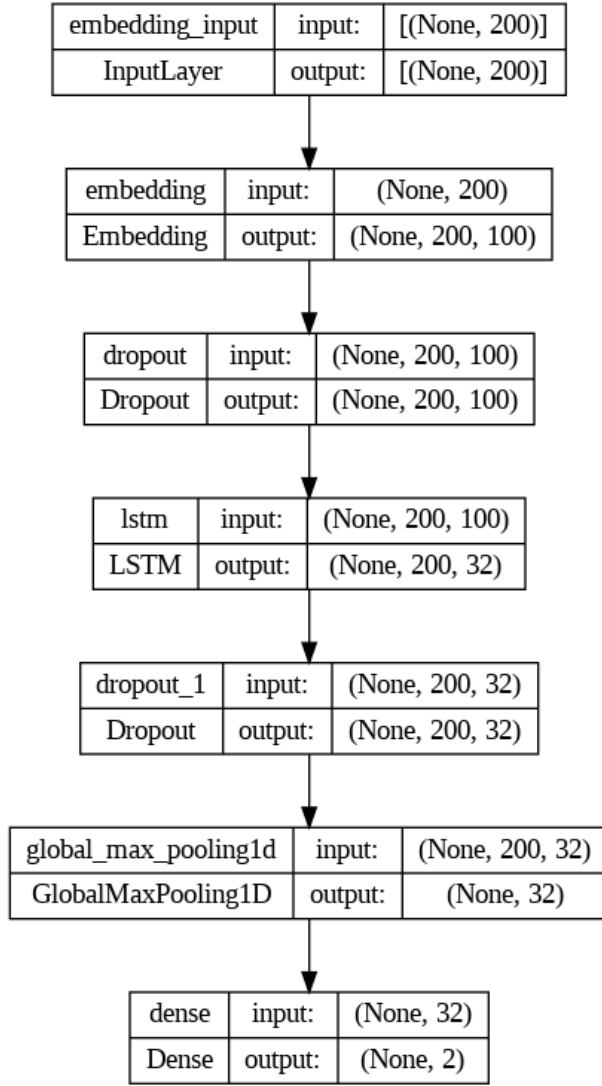 embedding_input input: [(None, 200)]
InputLayer output: [(None, 200)]
embedding input: (None, 200)
Embedding output: (None, 200, 100)
dropout input: (None, 200, 100)
Dropout output: (None, 200, 100)
lstm input: (None, 200, 100)
LSTM output: (None, 200, 32)
dropout_1 input: (None, 200, 32)
Dropout output: (None, 200, 32)
global_max_pooling1d input: (None, 200, 32)
GlobalMaxPooling1D output: (None, 32)
dense input: (None, 32)
Dense output: (None, 2)